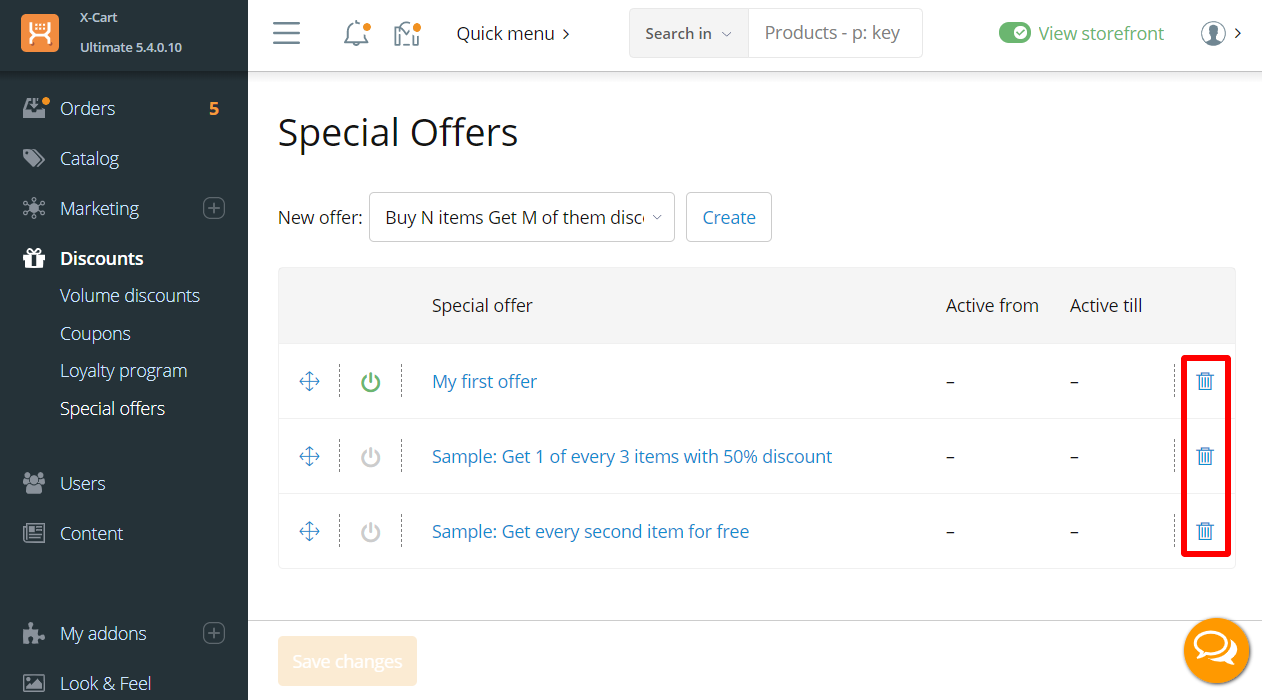 X-Cart
Ultimate 5.4.0.10
Quick menu
Search in
Products - p: key
View storefront
Orders 5
Catalog
Marketing
Discounts
Volume discounts
Coupons
Loyalty program
Special offers
Users
Content
My addons
Look & Feel
Special Offers
New offer: Buy N items Get M of them disc
Create
Special offer Active from Active till
My first offer – –
Sample: Get 1 of every 3 items with 50% discount – –
Sample: Get every second item for free – –
Save changes